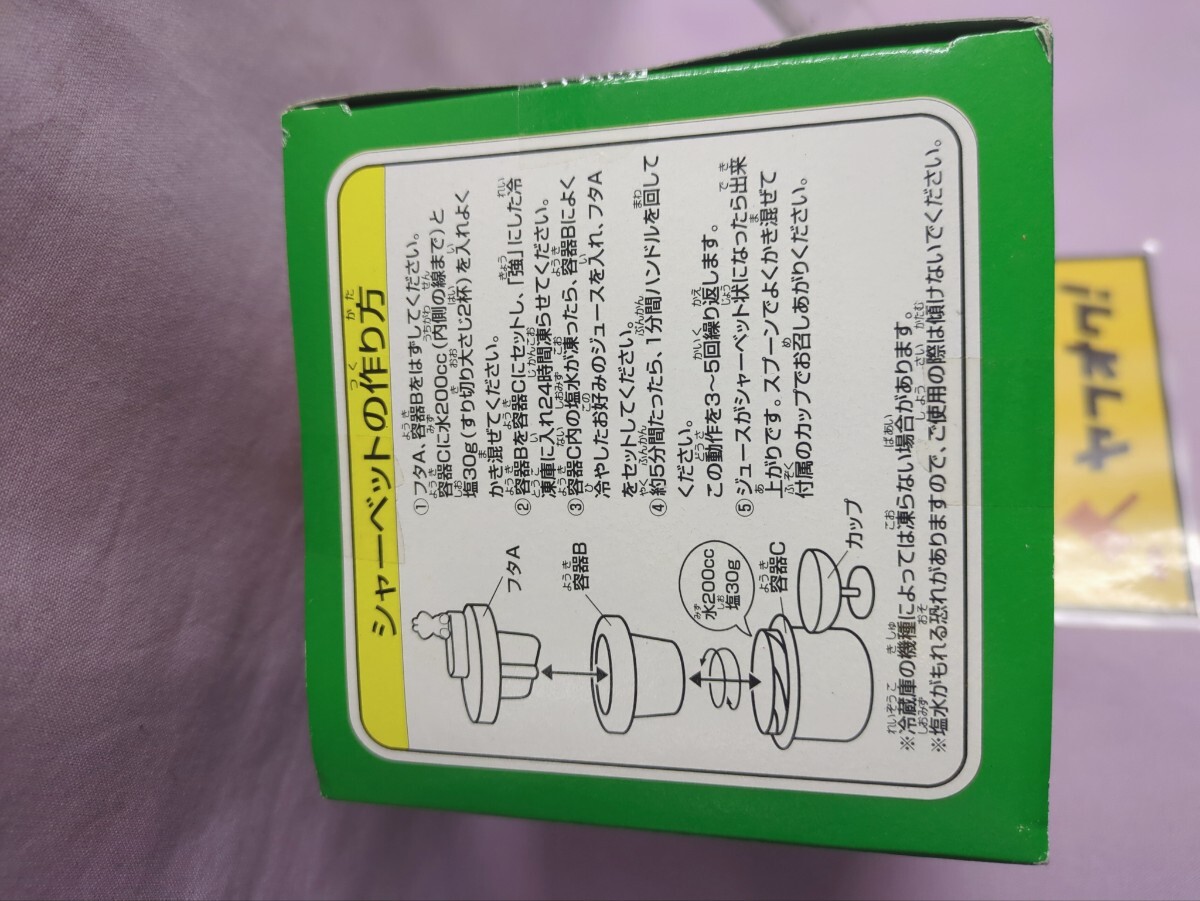 シャーベットの作り方
①フタA、容器Bをはずしてください。
容器Cに水200cc(内側の線まで)と
塩30g(すり切り大さじ2杯)を入れよく
かき混ぜてください。
②容器Bを容器Cにセットし、「強」にした冷
凍庫に入れ24時間凍らせてください。
③容器C内の塩水が凍ったら、容器Bによく
冷やしたお好みのジュースを入れ、フタA
をセットしてください。
④約5分間たったら、1分間ハンドルを回して
ください。
この動作を3〜5回繰り返します。
⑤ジュースがシャーベット状になったら出来
上がりです。スプーンでよくかき混ぜて
付属のカップでお召しあがりください。
フタA
容器B
水200cc
塩30g
容器C
カップ
※冷蔵庫の機種によっては凍らない場合があります。
※塩水がもれる恐れがありますので、ご使用の際は傾けないでください。
ヤフオク!